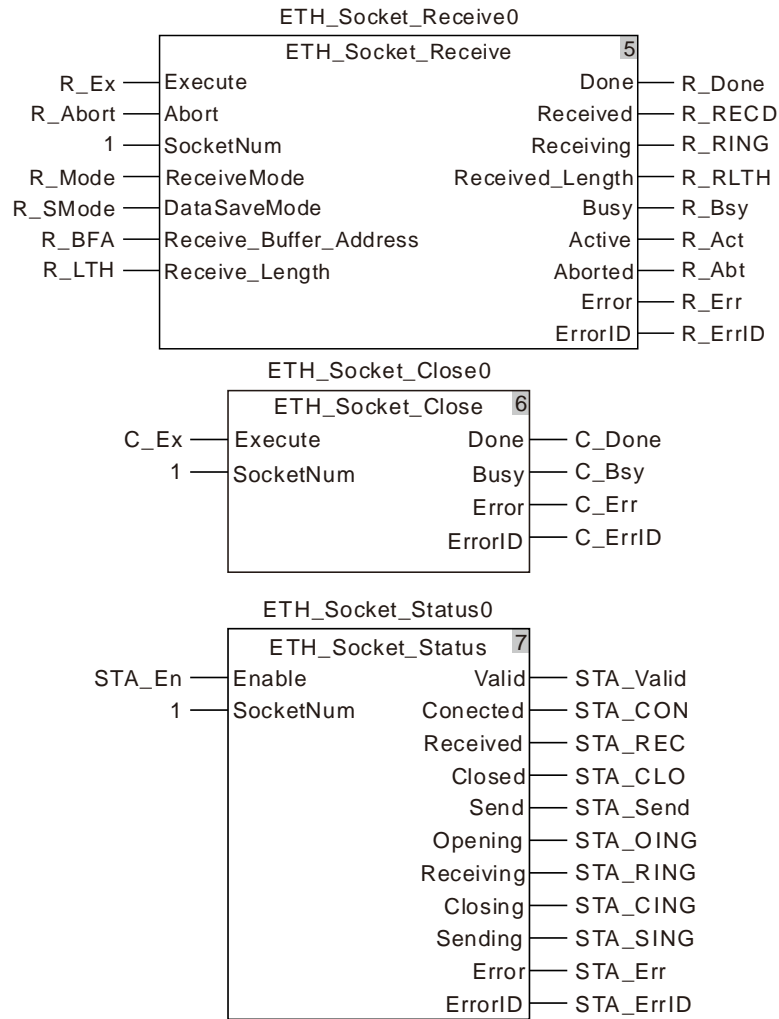 ETH_Socket_Receive0
ETH_Socket_Receive 5
R_Ex Execute Done R_Done
R_Abort Abort Received R_RECD
1 SocketNum Receiving R_RING
R_Mode ReceiveMode Received_Length R_RLTH
R_SMode DataSaveMode Busy R_Bsy
R_BFA Receive_Buffer_Address Active R_Act
R_LTH Receive_Length Aborted R_Abt
Error R_Err
ErrorID R_ErrID
ETH_Socket_Close0
ETH_Socket_Close 6
C_Ex Execute Done C_Done
1 SocketNum Busy C_Bsy
Error C_Err
ErrorID C_ErrID
ETH_Socket_Status0
ETH_Socket_Status 7
STA_En Enable Valid STA_Valid
1 SocketNum Conected STA_CON
Received STA_REC
Closed STA_CLO
Send STA_Send
Opening STA_OING
Receiving STA_RING
Closing STA_CING
Sending STA_SING
Error STA_Err
ErrorID STA_ErrID